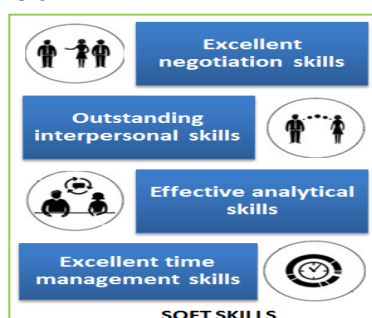 Excellent
negotiation skills
Outstanding
interpersonal skills
Effective analytical
skills
Excellent time
management skills
SOFT SKILLS